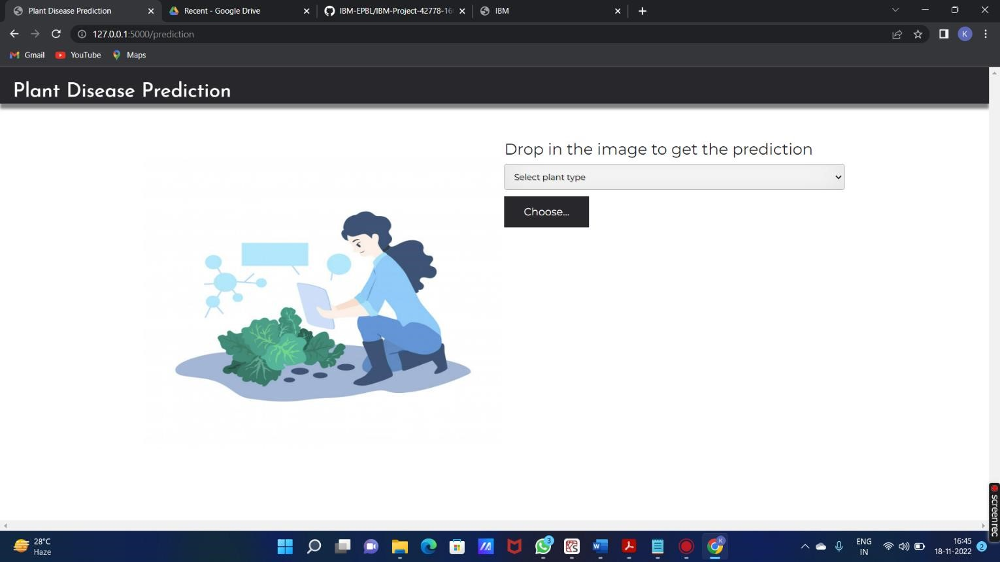 Plant Disease Prediction
Recent - Google Drive
IBM-EPBL/IBM-Project-42778-16
IBM
127.0.0.1:5000/prediction
K
Gmail
YouTube
Maps
Plant Disease Prediction
Drop in the image to get the prediction
Select plant type
Choose...
screenrec
28°C
Haze
3
K
ENG
IN
16:45
18-11-2022
2